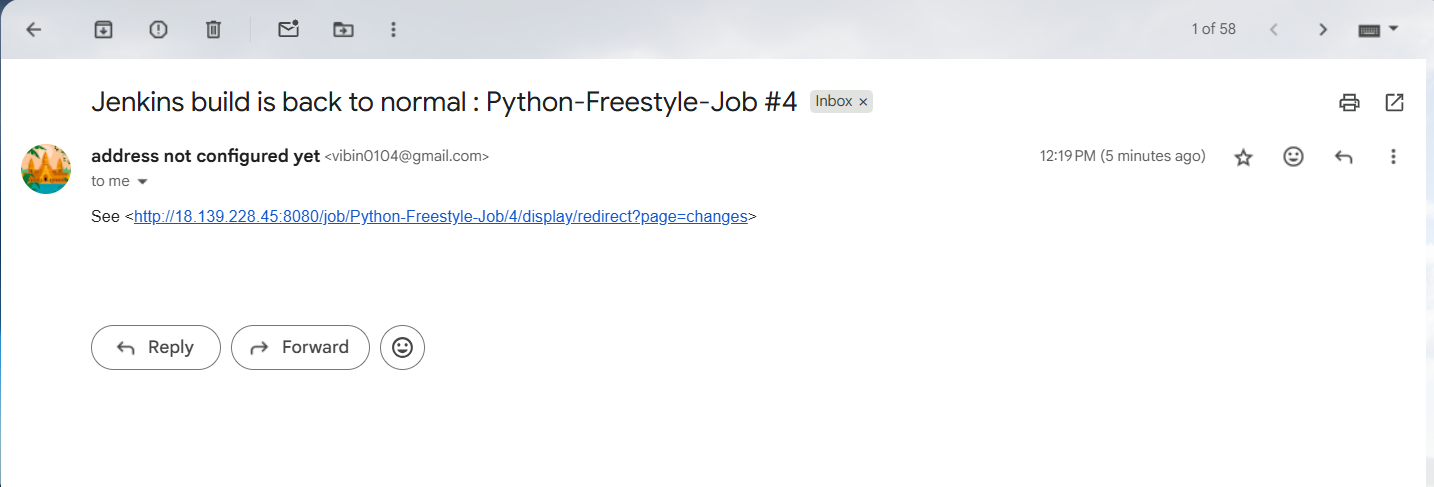 1 of 58
Jenkins build is back to normal : Python-Freestyle-Job #4 Inbox ×
address not configured yet <vibin0104@gmail.com> 12:19 PM (5 minutes ago)
to me
See <http://18.139.228.45:8080/job/Python-Freestyle-Job/4/display/redirect?page=changes>
Reply Forward